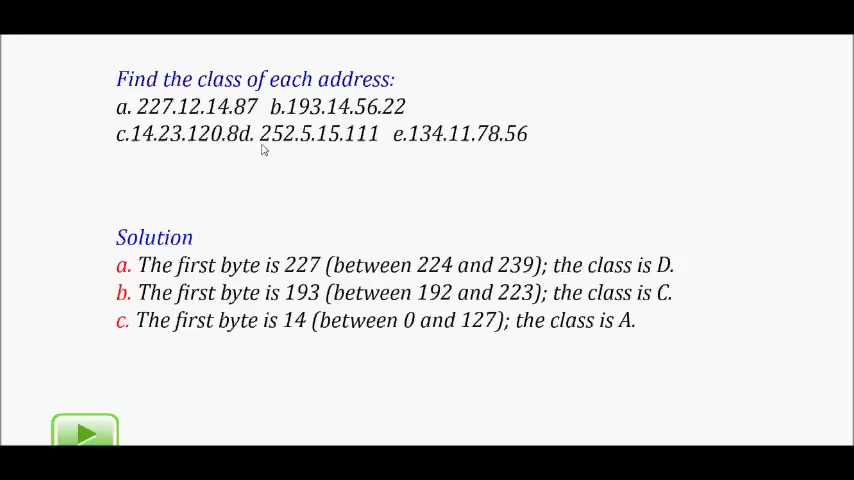 Find the class of each address:
a. 227.12.14.87 b.193.14.56.22
c.14.23.120.8d. 252.5.15.111 e.134.11.78.56
Solution
a. The first byte is 227 (between 224 and 239); the class is D.
b. The first byte is 193 (between 192 and 223); the class is C.
c. The first byte is 14 (between 0 and 127); the class is A.